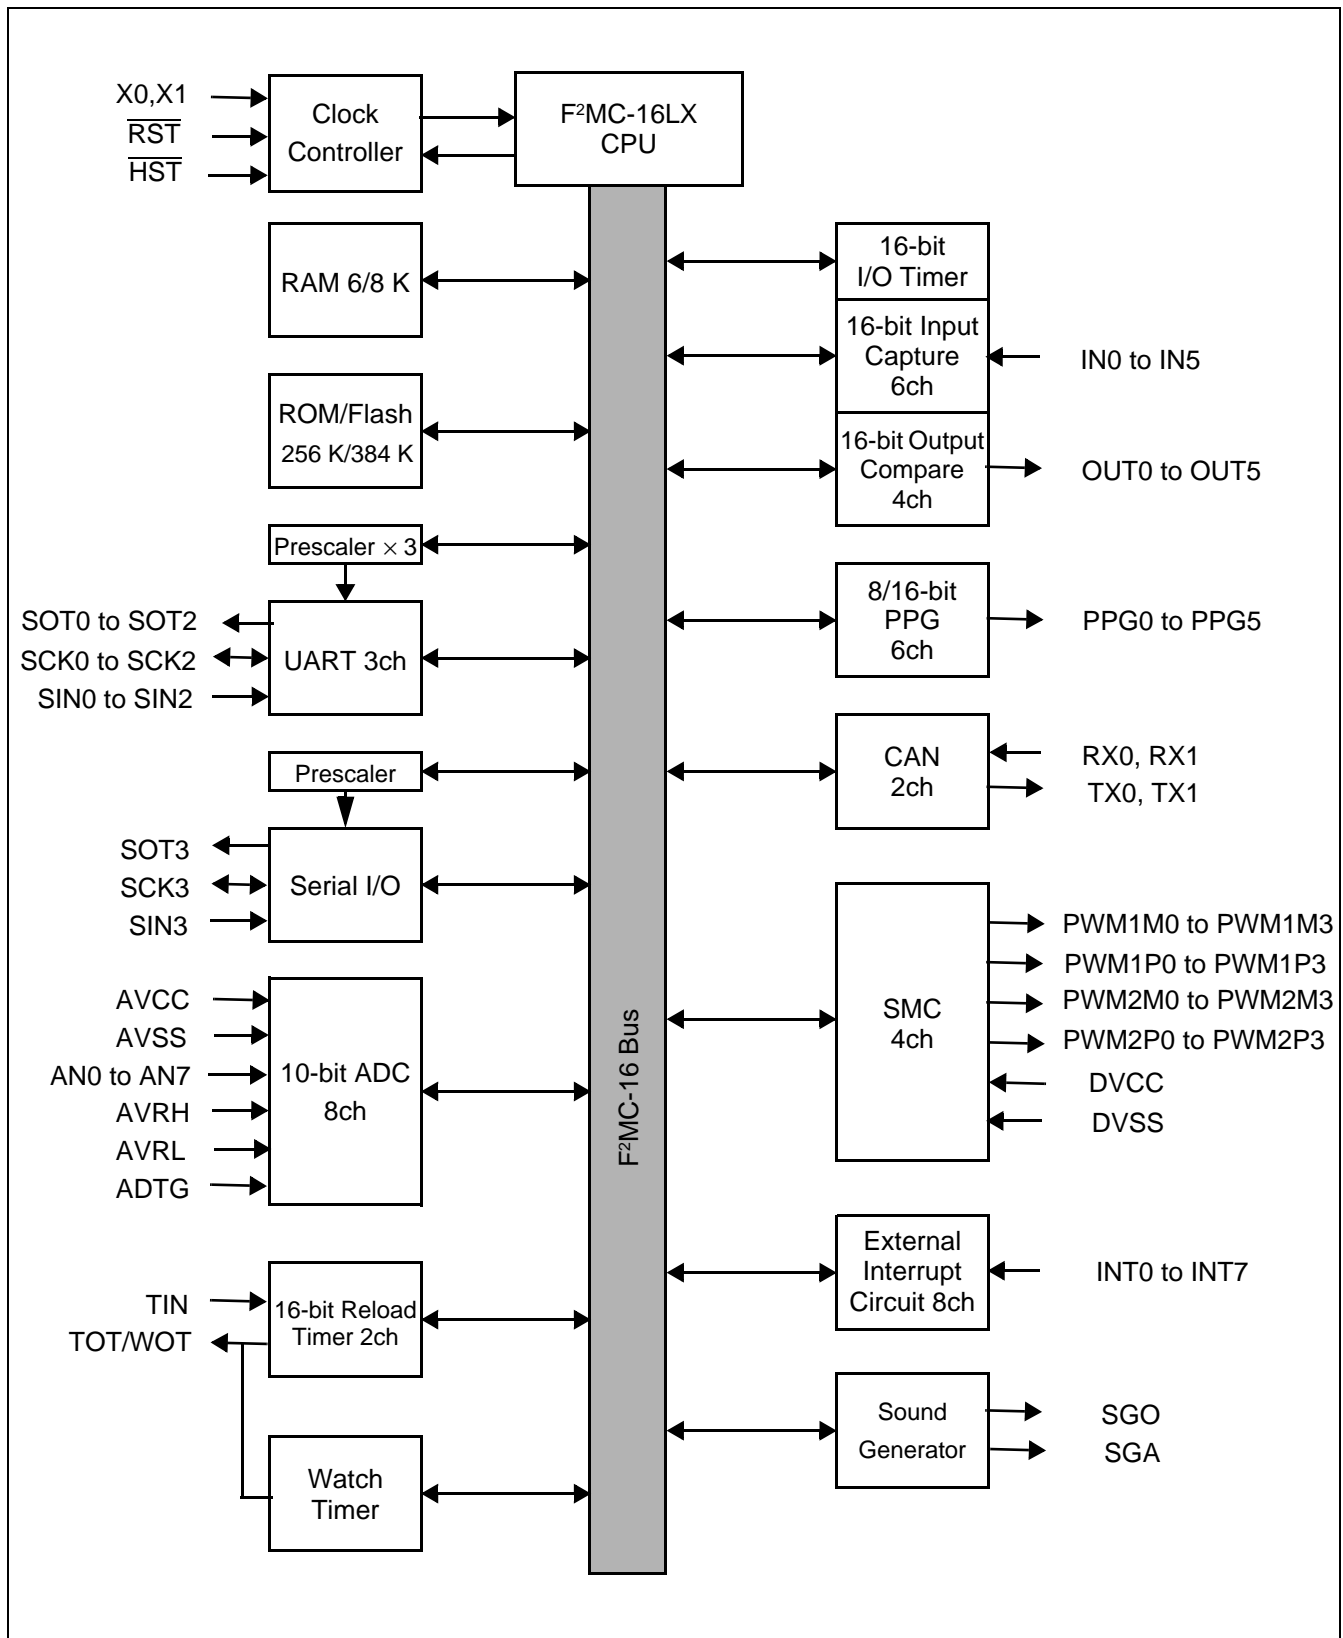 X0,X1
RST
HST
Clock
Controller
F²MC-16LX
CPU
RAM 6/8 K
ROM/Flash
256 K/384 K
Prescaler × 3
SOT0 to SOT2
SCK0 to SCK2
SIN0 to SIN2
UART 3ch
Prescaler
SOT3
SCK3
SIN3
Serial I/O
AVCC
AVSS
AN0 to AN7
AVRH
AVRL
ADTG
10-bit ADC
8ch
TIN
TOT/WOT
16-bit Reload
Timer 2ch
Watch
Timer
F²MC-16 Bus
16-bit
I/O Timer
16-bit Input
Capture
6ch
IN0 to IN5
16-bit Output
Compare
4ch
OUT0 to OUT5
8/16-bit
PPG
6ch
PPG0 to PPG5
CAN
2ch
RX0, RX1
TX0, TX1
SMC
4ch
PWM1M0 to PWM1M3
PWM1P0 to PWM1P3
PWM2M0 to PWM2M3
PWM2P0 to PWM2P3
DVCC
DVSS
External
Interrupt
Circuit 8ch
INT0 to INT7
Sound
Generator
SGO
SGA